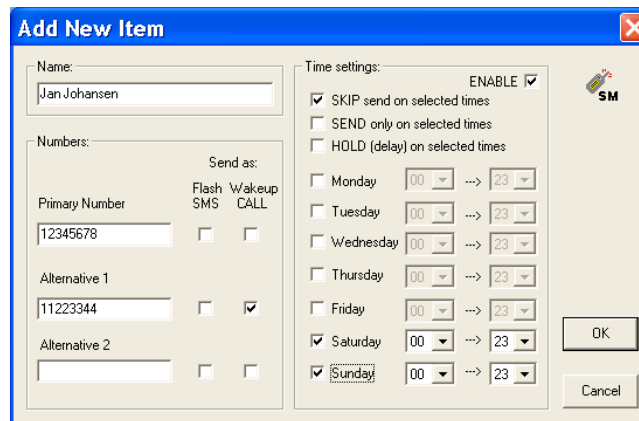 Add New Item
Name:
Jan Johansen
Numbers:
Send as:
Flash SMS
Wakeup CALL
Primary Number
12345678
Alternative 1
11223344
Alternative 2
Time settings:
ENABLE
SKIP send on selected times
SEND only on selected times
HOLD (delay) on selected times
Monday 00 ---> 23
Tuesday 00 ---> 23
Wednesday 00 ---> 23
Thursday 00 ---> 23
Friday 00 ---> 23
Saturday 00 ---> 23
Sunday 00 ---> 23
SM
OK
Cancel